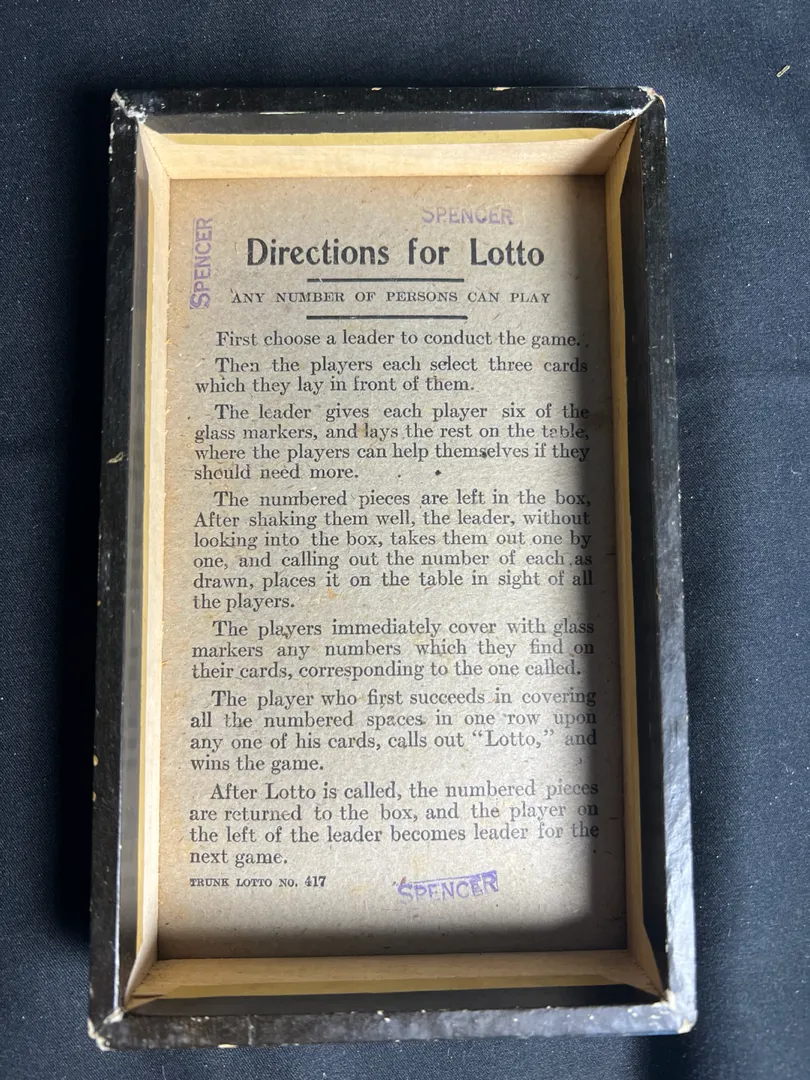 SPENCER
SPENCER
Directions for Lotto
ANY NUMBER OF PERSONS CAN PLAY
First choose a leader to conduct the game.
Then the players each select three cards
which they lay in front of them.
The leader gives each player six of the
glass markers, and lays the rest on the table,
where the players can help themselves if they
should need more.
The numbered pieces are left in the box,
After shaking them well, the leader, without
looking into the box, takes them out one by
one, and calling out the number of each as
drawn, places it on the table in sight of all
the players.
The players immediately cover with glass
markers any numbers which they find on
their cards, corresponding to the one called.
The player who first succeeds in covering
all the numbered spaces in one row upon
any one of his cards, calls out "Lotto," and
wins the game.
After Lotto is called, the numbered pieces
are returned to the box, and the player on
the left of the leader becomes leader for the
next game.
TRUNK LOTTO NO. 417
SPENCER